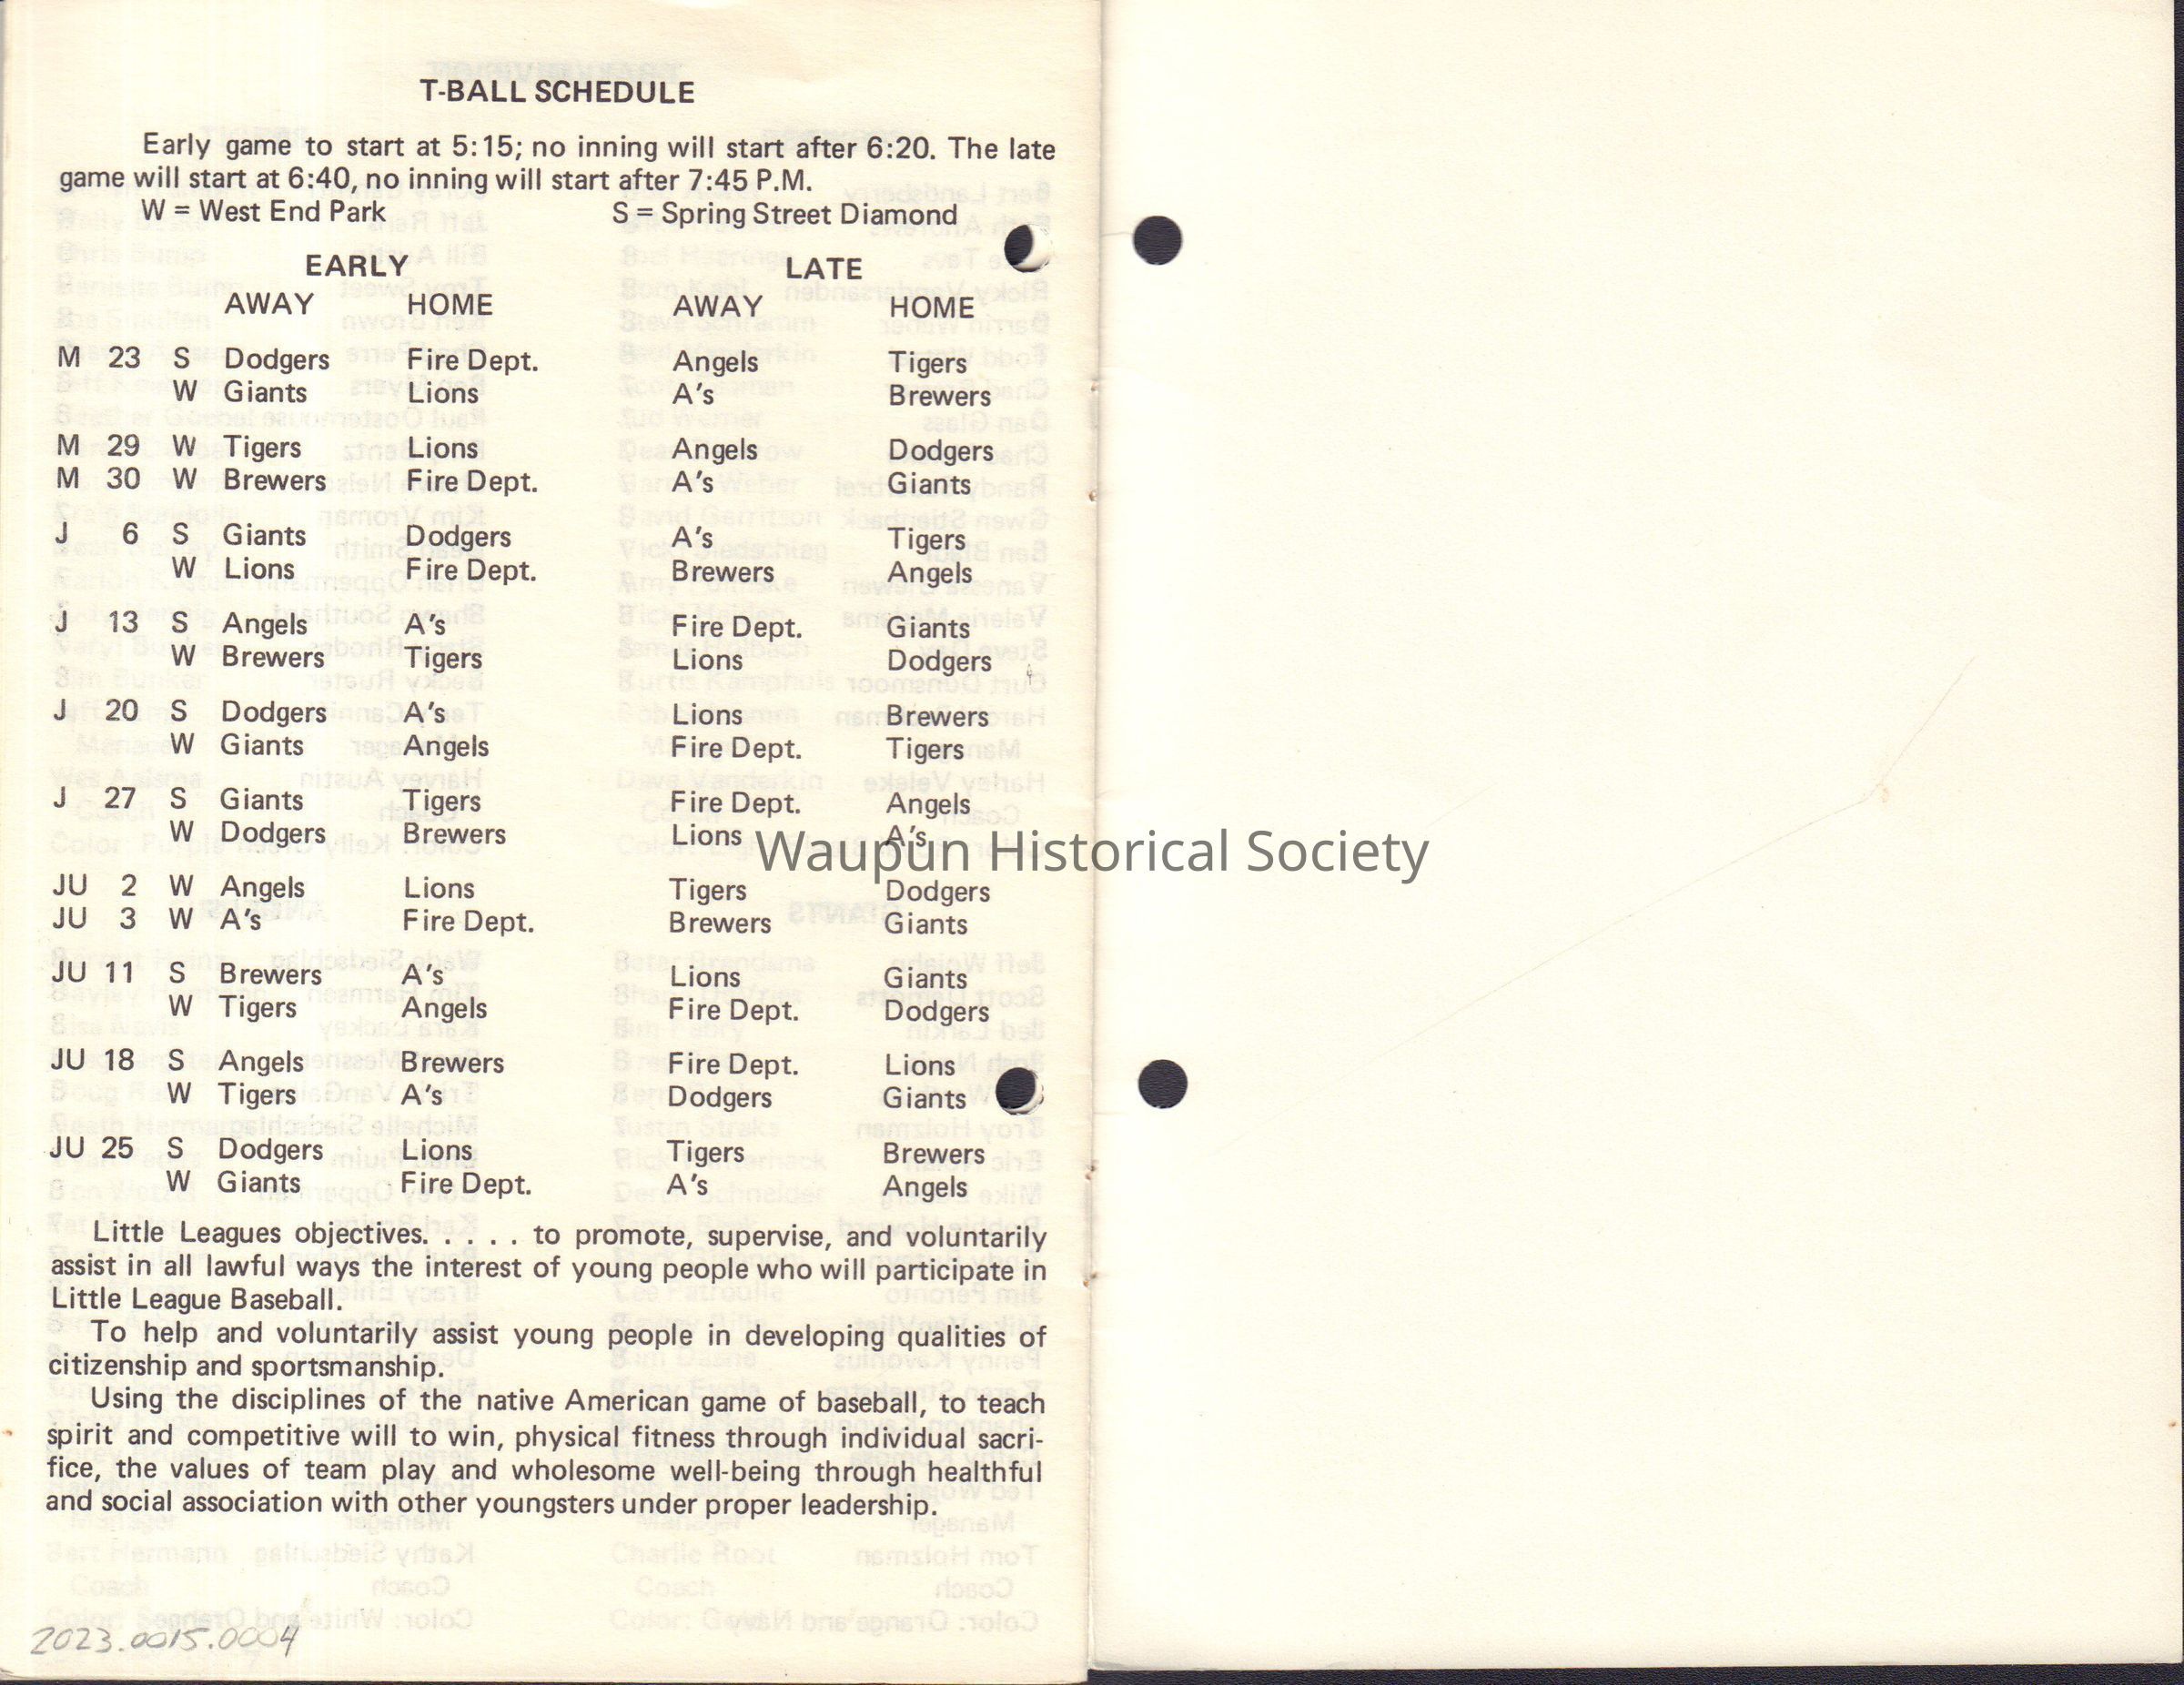 T-BALL SCHEDULE
Early game to start at 5:15; no inning will start after 6:20. The late
game will start at 6:40, no inning will start after 7:45 P.M.
W = West End Park S = Spring Street Diamond
EARLY LATE
AWAY HOME AWAY HOME
M 23 S Dodgers Fire Dept. Angels Tigers
W Giants Lions A's Brewers
M 29 W Tigers Lions Angels Dodgers
M 30 W Brewers Fire Dept. A's Giants
J 6 S Giants Dodgers A's Tigers
W Lions Fire Dept. Brewers Angels
J 13 S Angels A's Fire Dept. Giants
W Brewers Tigers Lions Dodgers
J 20 S Dodgers A's Lions Brewers
W Giants Angels Fire Dept. Tigers
J 27 S Giants Tigers Fire Dept. Angels
W Dodgers Brewers Lions A's
Waupun Historical Society
JU 2 W Angels Lions Tigers Dodgers
JU 3 W A's Fire Dept. Brewers Giants
JU 11 S Brewers A's Lions Giants
W Tigers Angels Fire Dept. Dodgers
JU 18 S Angels Brewers Fire Dept. Lions
W Tigers A's Dodgers Giants
JU 25 S Dodgers Lions Tigers Brewers
W Giants Fire Dept. A's Angels
Little Leagues objectives. . . . . to promote, supervise, and voluntarily
assist in all lawful ways the interest of young people who will participate in
Little League Baseball.
To help and voluntarily assist young people in developing qualities of
citizenship and sportsmanship.
Using the disciplines of the native American game of baseball, to teach
spirit and competitive will to win, physical fitness through individual sacri-
fice, the values of team play and wholesome well-being through healthful
and social association with other youngsters under proper leadership.
2023.0015.0004